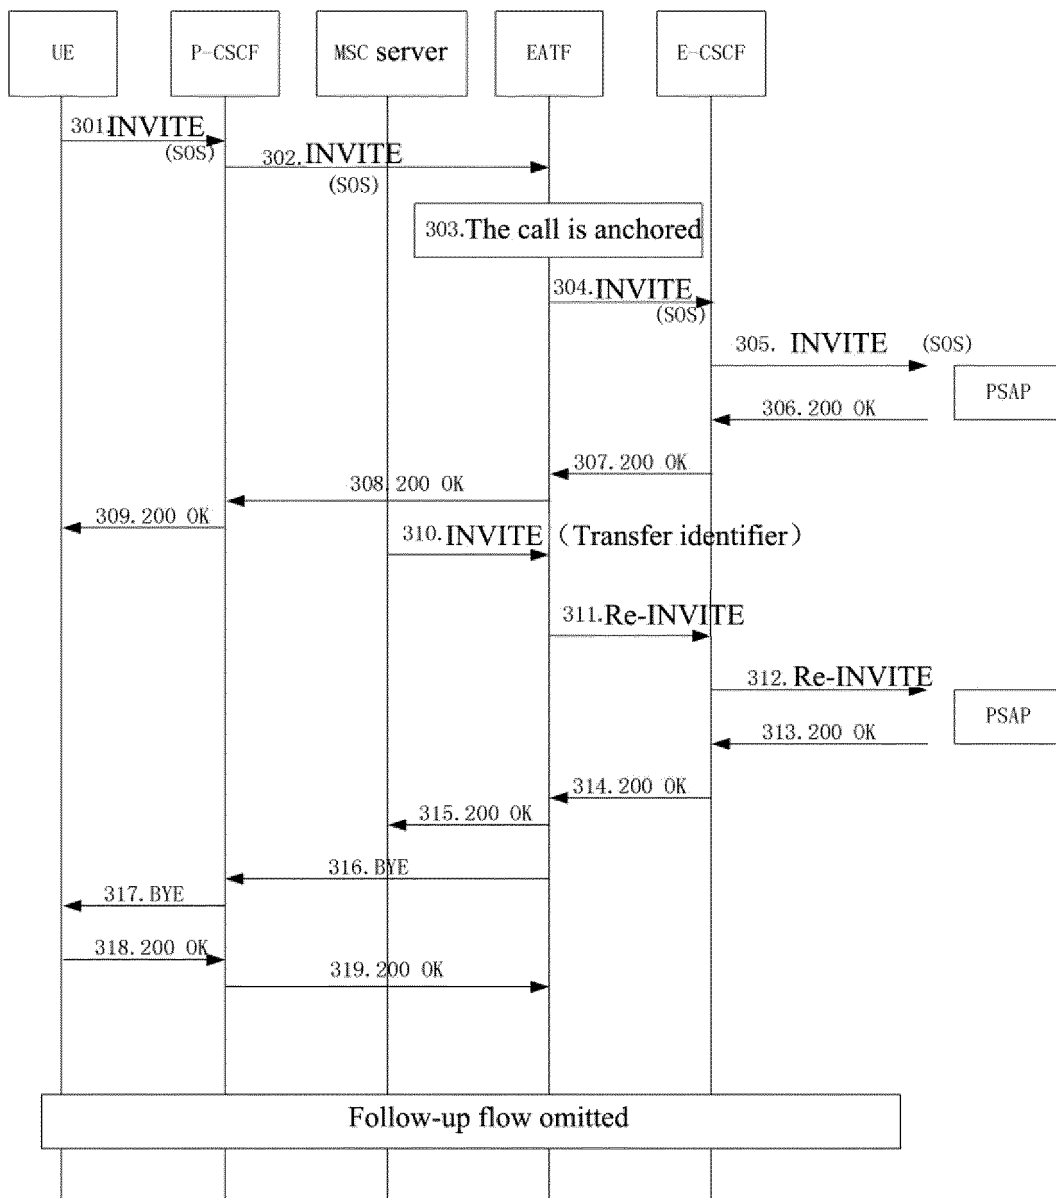 UE
P-CSCF
MSC server
EATF
E-CSCF
301.INVITE
(SOS)
302.INVITE
(SOS)
303.The call is anchored
304.INVITE
(SOS)
305. INVITE (SOS)
PSAP
306.200 OK
307.200 OK
308.200 OK
309.200 OK
310.INVITE（Transfer identifier）
311.Re-INVITE
312.Re-INVITE
PSAP
313.200 OK
314.200 OK
315.200 OK
316.BYE
317.BYE
318.200 OK
319.200 OK
Follow-up flow omitted